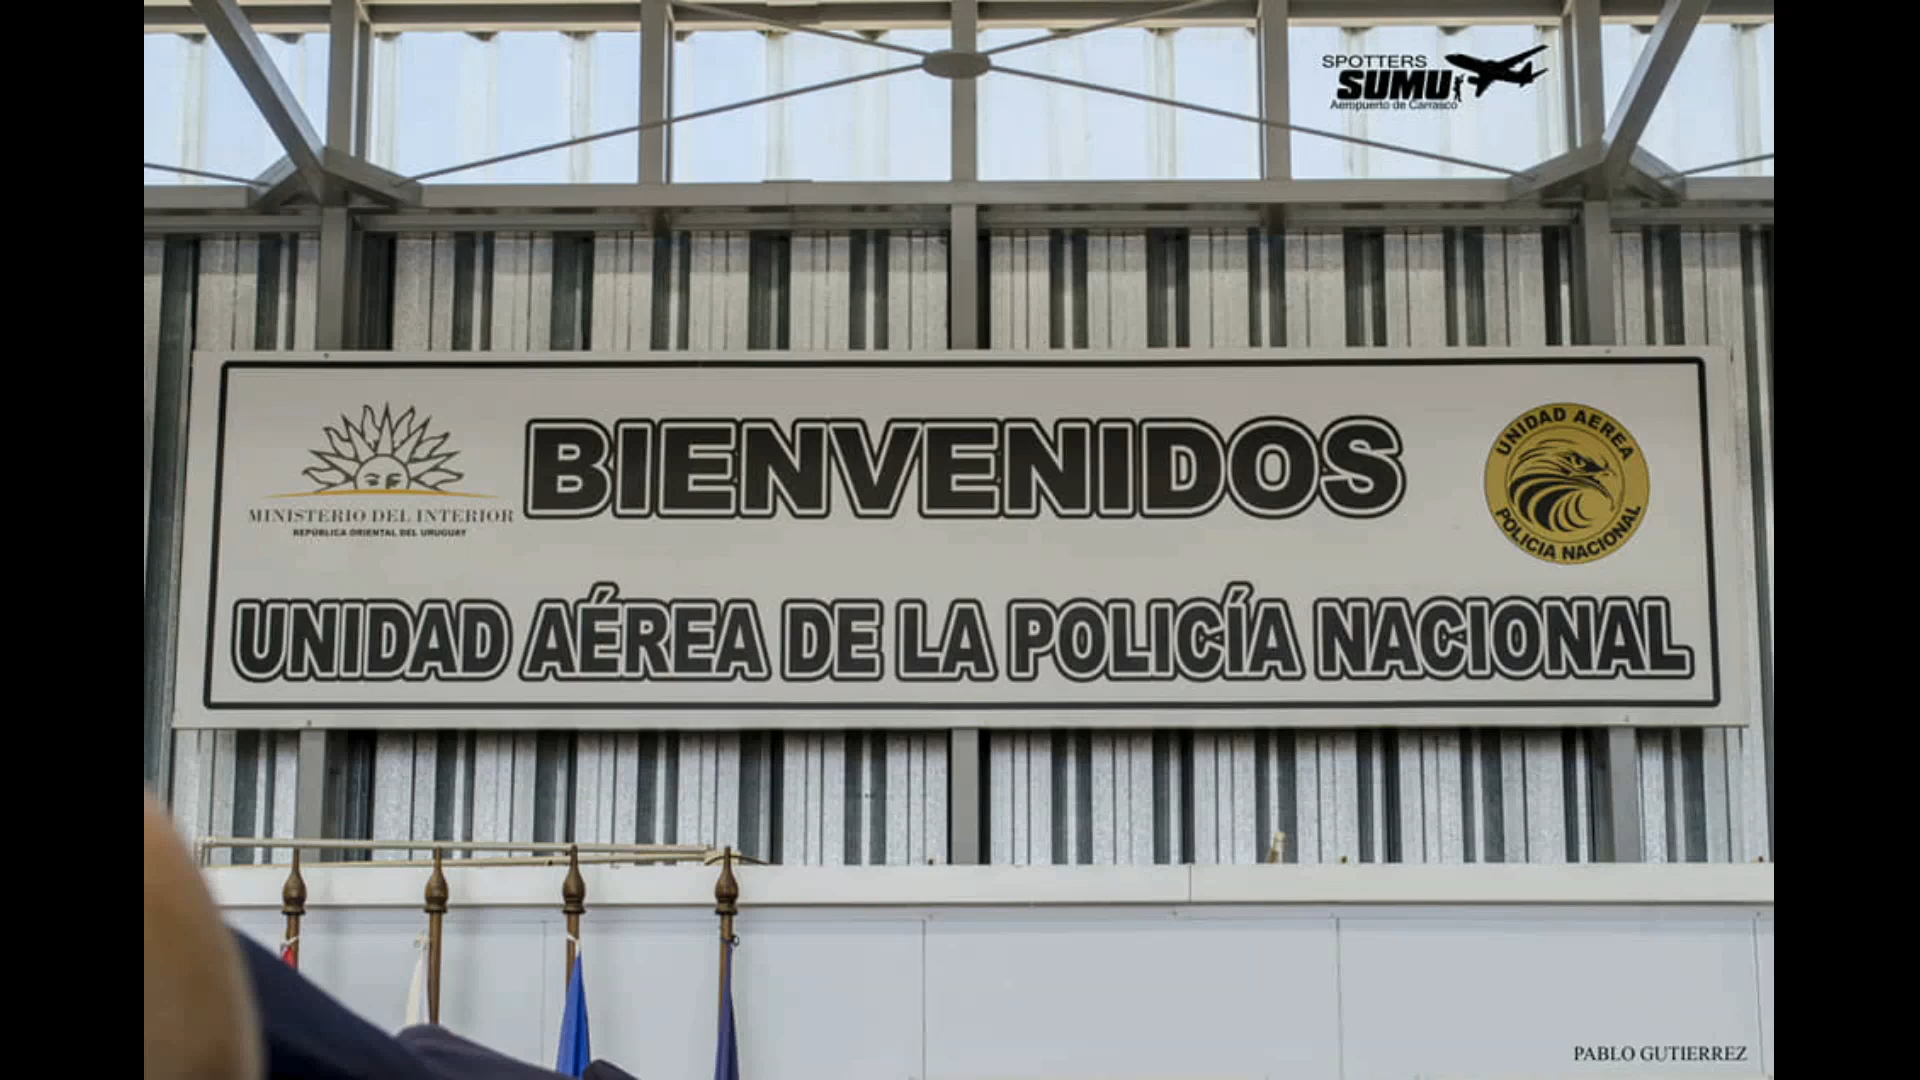 SPOTTERS
SUMU
Aeropuerto de Carrasco
BIENVENIDOS
MINISTERIO DEL INTERIOR
REPÚBLICA ORIENTAL DEL URUGUAY
UNIDAD AEREA
POLICIA NACIONAL
UNIDAD AÉREA DE LA POLICÍA NACIONAL
PABLO GUTIERREZ